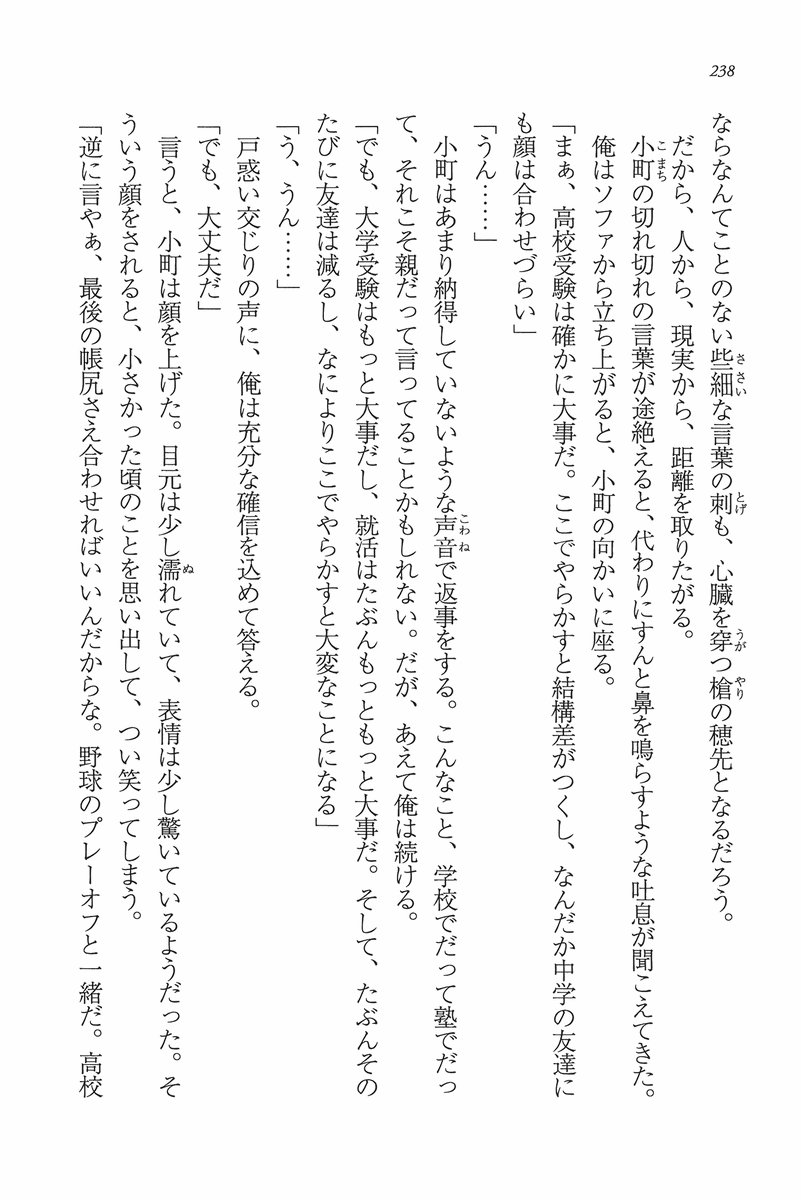 238
ならなんてことのない些細な言葉の刺も、心臓を穿つ槍の穂先となるだろう。
だから、人から、現実から、距離を取りたがる。
小町の切れ切れの言葉が途絶えると、代わりにすんと鼻を鳴らすような吐息が聞こえてきた。
俺はソファから立ち上がると、小町の向かいに座る。
「まぁ、高校受験は確かに大事だ。ここでやらかすと結構差がつくし、なんだか中学の友達に
も顔は合わせづらい」
「うん……」
小町はあまり納得していないような声音で返事をする。こんなこと、学校でだって塾でだっ
て、それこそ親だって言ってることかもしれない。だが、あえて俺は続ける。
「でも、大学受験はもっと大事だし、就活はたぶんもっともっと大事だ。そして、たぶんその
たびに友達は減るし、なによりここでやらかすと大変なことになる」
「う、うん……」
戸惑い交じりの声に、俺は充分な確信を込めて答える。
「でも、大丈夫だ」
言うと、小町は顔を上げた。目元は少し濡れていて、表情は少し驚いているようだった。そ
ういう顔をされると、小さかった頃のことを思い出して、つい笑ってしまう。
「逆に言やぁ、最後の帳尻さえ合わせればいいんだからな。野球のプレーオフと一緒だ。高校